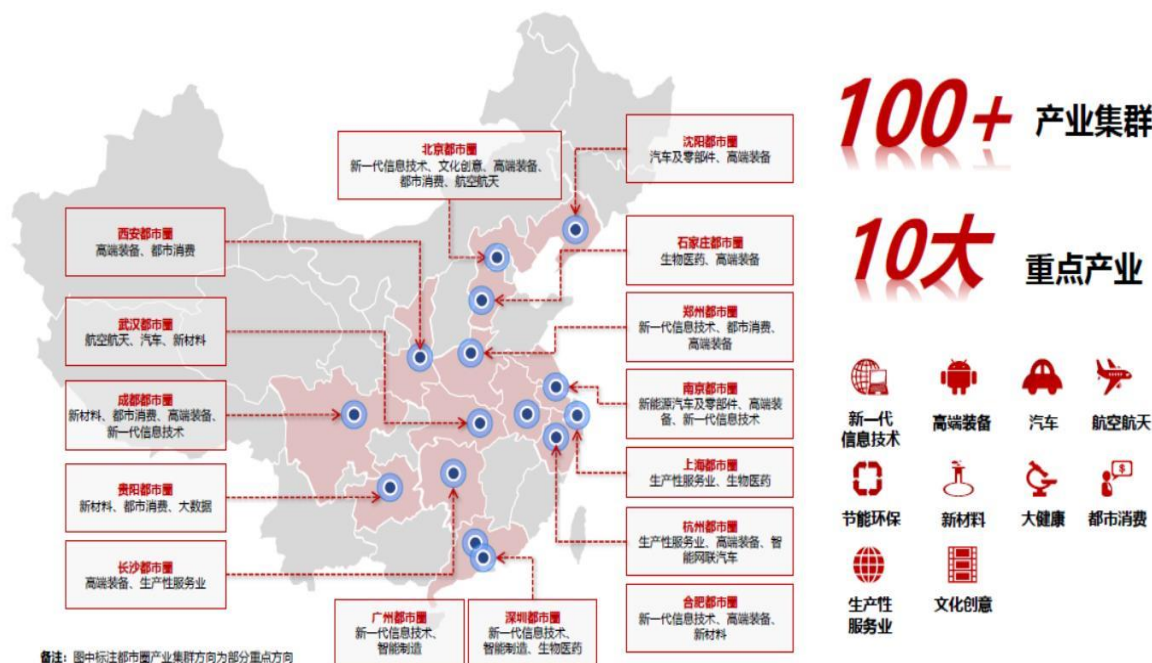 100+ 产业集群
10大 重点产业
北京都市圈
新一代信息技术、文化创意、高端装备、
都市消费、航空航天
沈阳都市圈
汽车及零部件、高端装备
西安都市圈
高端装备、都市消费
石家庄都市圈
生物医药、高端装备
武汉都市圈
航空航天、汽车、新材料
郑州都市圈
新一代信息技术、都市消费、
高端装备
成都都市圈
新材料、都市消费、高端装备、
新一代信息技术
南京都市圈
新能源汽车及零部件、高端装
备、新一代信息技术
贵阳都市圈
新材料、都市消费、大数据
上海都市圈
生产性服务业、生物医药
长沙都市圈
高端装备、生产性服务业
杭州都市圈
生产性服务业、高端装备、智
能网联汽车
广州都市圈
新一代信息技术、
智能制造
深圳都市圈
新一代信息技术、
智能制造、生物医药
合肥都市圈
新一代信息技术、高端装备、
新材料
新一代
信息技术
高端装备
汽车
航空航天
节能环保
新材料
大健康
都市消费
生产性
服务业
文化创意
备注：图中标注都市圈产业集群方向为部分重点方向